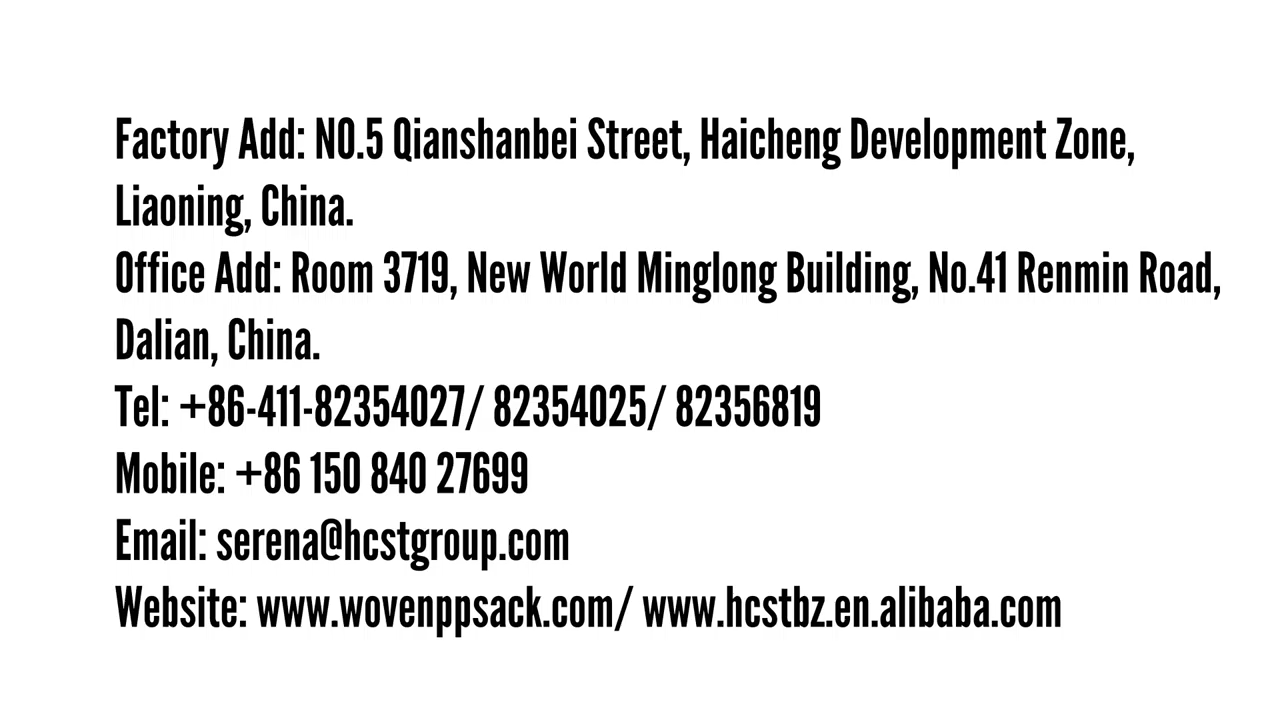 Factory Add: NO.5 Qianshanbei Street, Haicheng Development Zone,
Liaoning, China.
Office Add: Room 3719, New World Minglong Building, No.41 Renmin Road,
Dalian, China.
Tel: +86-411-82354027/ 82354025/ 82356819
Mobile: +86 150 840 27699
Email: serena@hcstgroup.com
Website: www.wovenppsack.com/ www.hcstbz.en.alibaba.com